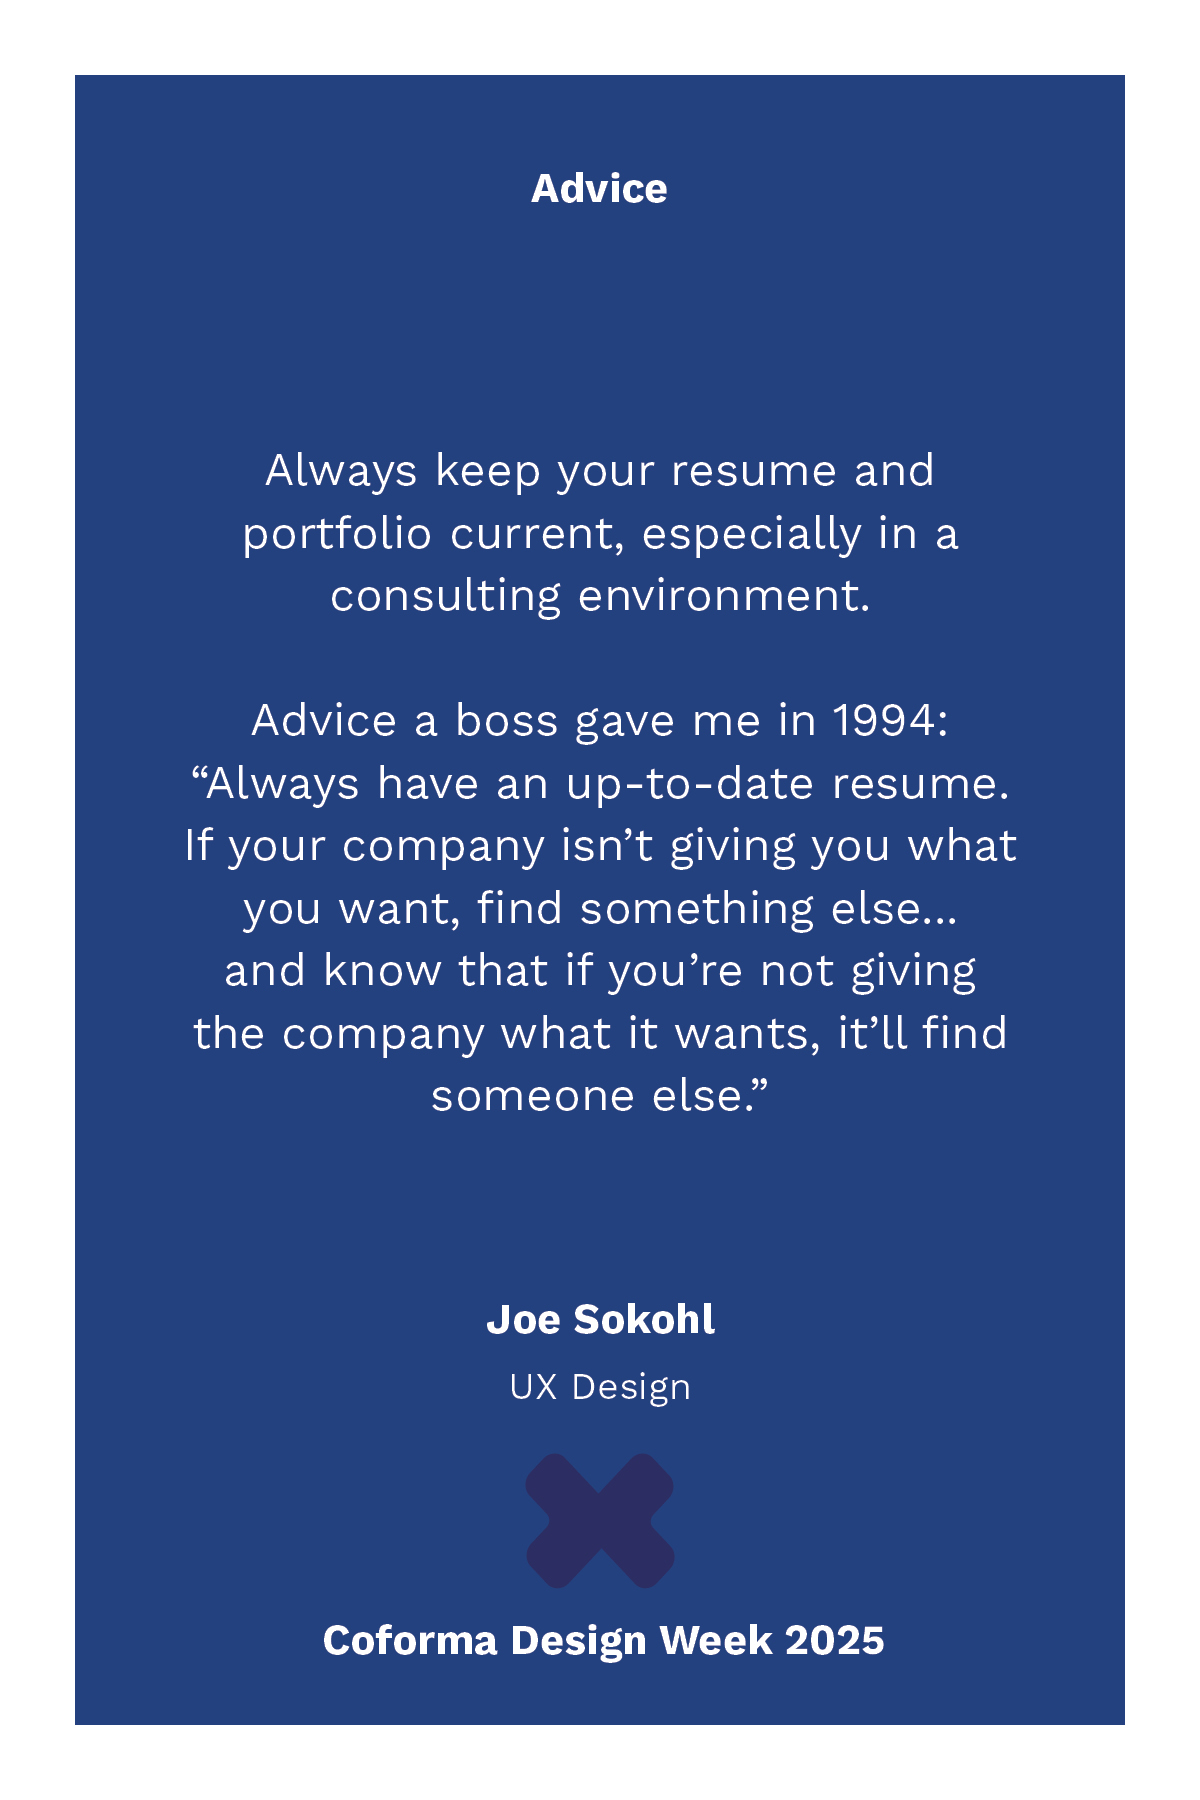 Advice
Always keep your resume and
portfolio current, especially in a
consulting environment.
Advice a boss gave me in 1994:
“Always have an up-to-date resume.
If your company isn’t giving you what
you want, find something else...
and know that if you’re not giving
the company what it wants, it’ll find
someone else.”
Joe Sokohl
UX Design
Coforma Design Week 2025